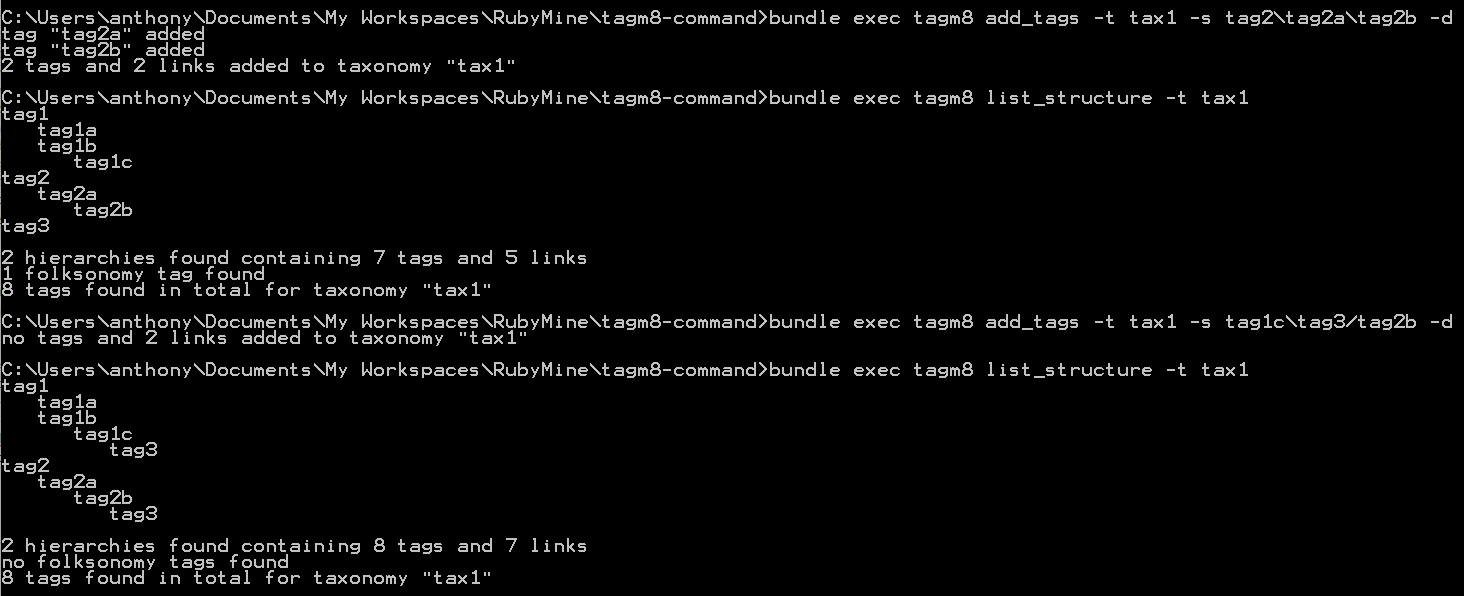 C:\Users\anthony\Documents\My Workspaces\RubyMine\tagm8-command>bundle exec tagm8 add_tags -t tax1 -s tag2\tag2a\tag2b -d
tag "tag2a" added
tag "tag2b" added
2 tags and 2 links added to taxonomy "tax1"
C:\Users\anthony\Documents\My Workspaces\RubyMine\tagm8-command>bundle exec tagm8 list_structure -t tax1
tag1
   tag1a
   tag1b
      tag1c
tag2
   tag2a
      tag2b
tag3
2 hierarchies found containing 7 tags and 5 links
1 folksonomy tag found
8 tags found in total for taxonomy "tax1"
C:\Users\anthony\Documents\My Workspaces\RubyMine\tagm8-command>bundle exec tagm8 add_tags -t tax1 -s tag1c\tag3/tag2b -d
no tags and 2 links added to taxonomy "tax1"
C:\Users\anthony\Documents\My Workspaces\RubyMine\tagm8-command>bundle exec tagm8 list_structure -t tax1
tag1
   tag1a
   tag1b
      tag1c
         tag3
tag2
   tag2a
      tag2b
         tag3
2 hierarchies found containing 8 tags and 7 links
no folksonomy tags found
8 tags found in total for taxonomy "tax1"